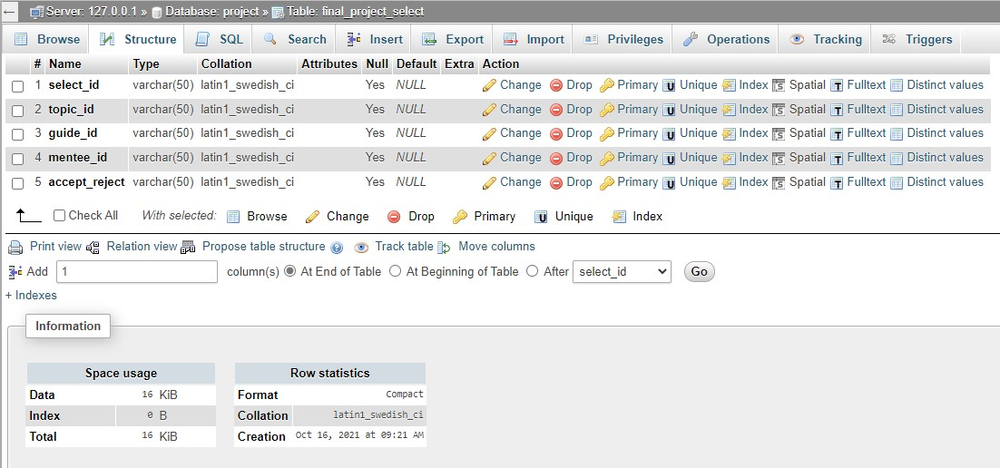 Server: 127.0.0.1 » Database: project » Table: final_project_select
Browse Structure SQL Search Insert Export Import Privileges Operations Tracking Triggers
# Name Type Collation Attributes Null Default Extra Action
1 select_id varchar(50) latin1_swedish_ci Yes NULL Change Drop Primary Unique Index Spatial Fulltext Distinct values
2 topic_id varchar(50) latin1_swedish_ci Yes NULL Change Drop Primary Unique Index Spatial Fulltext Distinct values
3 guide_id varchar(50) latin1_swedish_ci Yes NULL Change Drop Primary Unique Index Spatial Fulltext Distinct values
4 mentee_id varchar(50) latin1_swedish_ci Yes NULL Change Drop Primary Unique Index Spatial Fulltext Distinct values
5 accept_reject varchar(50) latin1_swedish_ci Yes NULL Change Drop Primary Unique Index Spatial Fulltext Distinct values
Check All With selected: Browse Change Drop Primary Unique Index
Print view Relation view Propose table structure Track table Move columns
Add 1 column(s) At End of Table At Beginning of Table After select_id Go
+ Indexes
Information
Space usage
Data 16 KiB
Index 0 B
Total 16 KiB
Row statistics
Format Compact
Collation latin1_swedish_ci
Creation Oct 16, 2021 at 09:21 AM